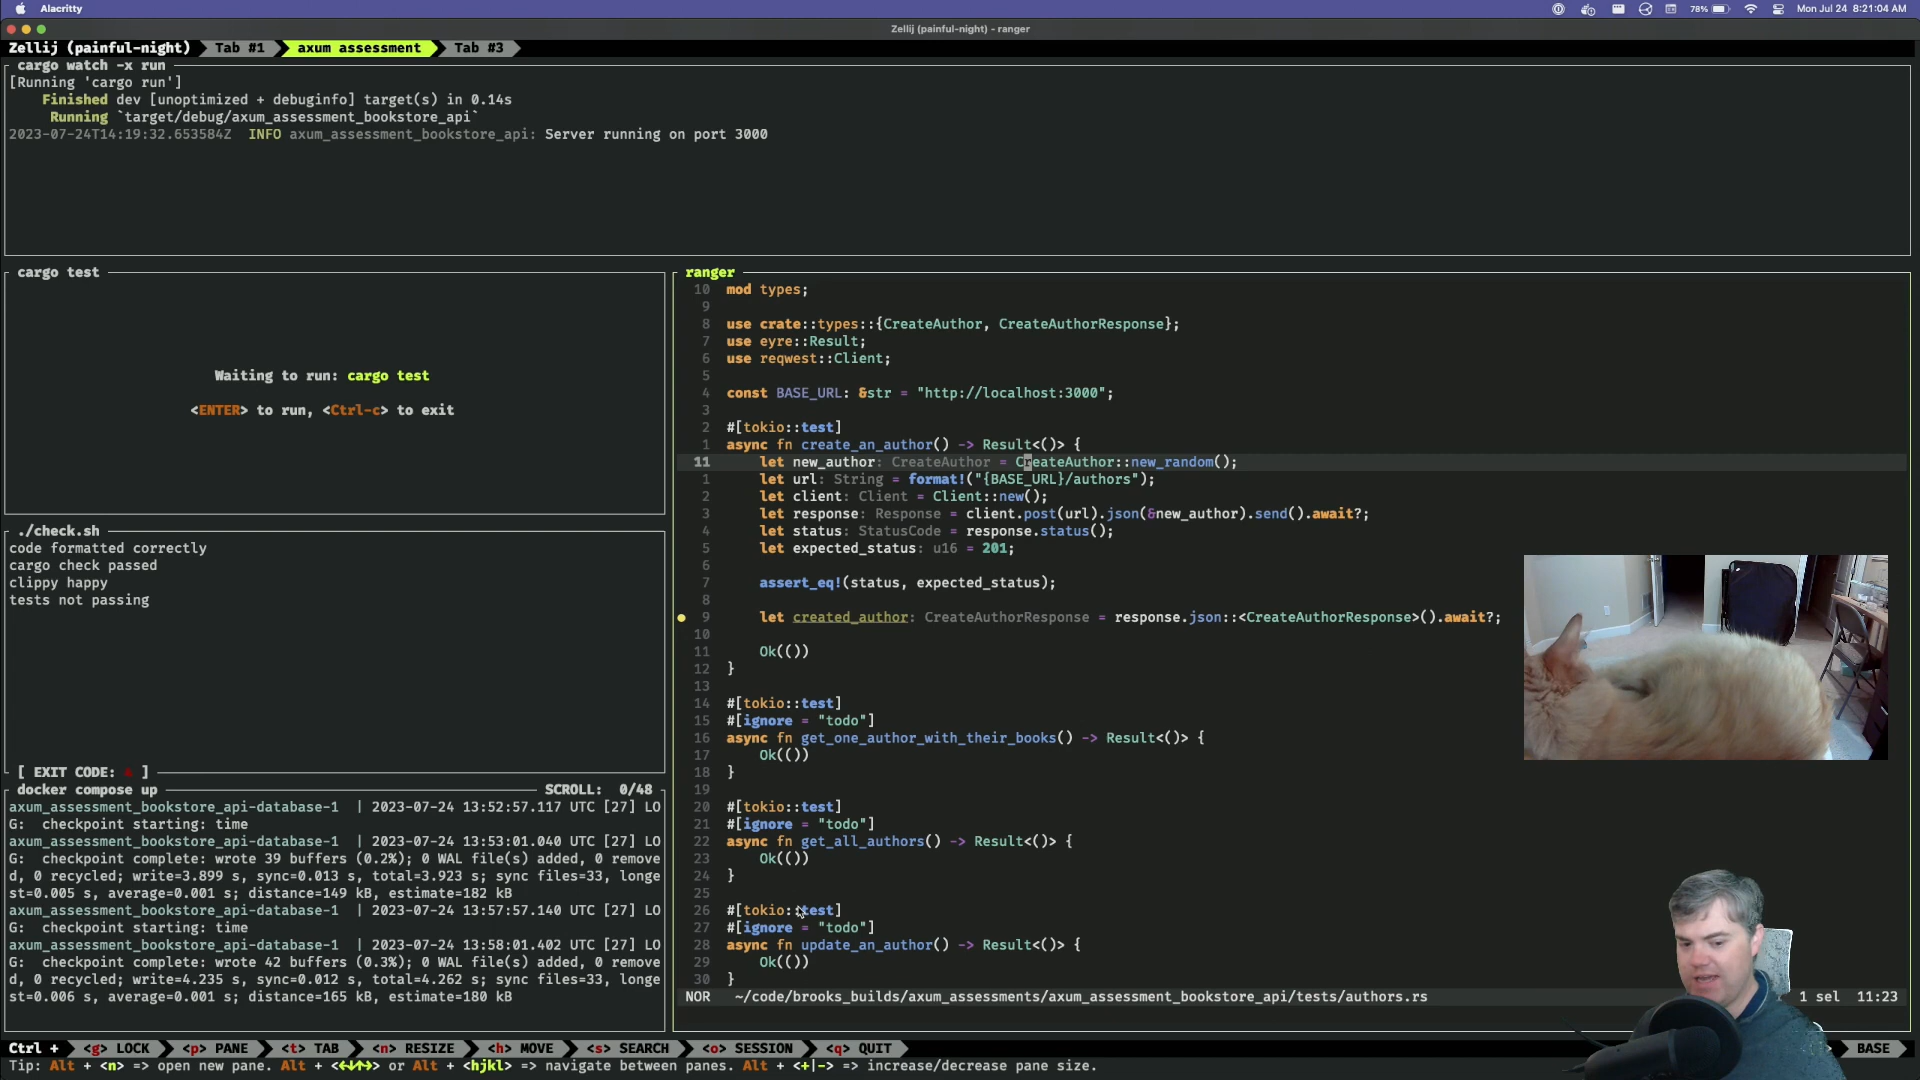 Alacritty
78%
Mon Jul 24 8:21:04 AM
Zellij (painful-night) - ranger
Zellij (painful-night) Tab #1 axum assessment Tab #3
cargo watch -x run
[Running 'cargo run']
Finished dev [unoptimized + debuginfo] target(s) in 0.14s
Running `target/debug/axum_assessment_bookstore_api`
2023-07-24T14:19:32.653584Z INFO axum_assessment_bookstore_api: Server running on port 3000
cargo test
Waiting to run: cargo test
<ENTER> to run, <Ctrl-c> to exit
./check.sh
code formatted correctly
cargo check passed
clippy happy
tests not passing
[ EXIT CODE: ]
docker compose up SCROLL: 0/48
axum_assessment_bookstore_api-database-1 | 2023-07-24 13:52:57.117 UTC [27] LO
G: checkpoint starting: time
axum_assessment_bookstore_api-database-1 | 2023-07-24 13:53:01.040 UTC [27] LO
G: checkpoint complete: wrote 39 buffers (0.2%); 0 WAL file(s) added, 0 remove
d, 0 recycled; write=3.899 s, sync=0.013 s, total=3.923 s; sync files=33, longe
st=0.005 s, average=0.001 s; distance=149 kB, estimate=182 kB
axum_assessment_bookstore_api-database-1 | 2023-07-24 13:57:57.140 UTC [27] LO
G: checkpoint starting: time
axum_assessment_bookstore_api-database-1 | 2023-07-24 13:58:01.402 UTC [27] LO
G: checkpoint complete: wrote 42 buffers (0.3%); 0 WAL file(s) added, 0 remove
d, 0 recycled; write=4.235 s, sync=0.012 s, total=4.262 s; sync files=33, longe
st=0.006 s, average=0.001 s; distance=165 kB, estimate=180 kB
ranger
10 mod types;
9
8 use crate::types::{CreateAuthor, CreateAuthorResponse};
7 use eyre::Result;
6 use reqwest::Client;
5
4 const BASE_URL: &str = "http://localhost:3000";
3
2 #[tokio::test]
1 async fn create_an_author() -> Result<()> {
11 let new_author: CreateAuthor = CreateAuthor::new_random();
1 let url: String = format!("{BASE_URL}/authors");
2 let client: Client = Client::new();
3 let response: Response = client.post(url).json(&new_author).send().await?;
4 let status: StatusCode = response.status();
5 let expected_status: u16 = 201;
6
7 assert_eq!(status, expected_status);
8
9 let created_author: CreateAuthorResponse = response.json::<CreateAuthorResponse>().await?;
10
11 Ok(())
12 }
13
14 #[tokio::test]
15 #[ignore = "todo"]
16 async fn get_one_author_with_their_books() -> Result<()> {
17 Ok(())
18 }
19
20 #[tokio::test]
21 #[ignore = "todo"]
22 async fn get_all_authors() -> Result<()> {
23 Ok(())
24 }
25
26 #[tokio::test]
27 #[ignore = "todo"]
28 async fn update_an_author() -> Result<()> {
29 Ok(())
30 }
NOR ~/code/brooks_builds/axum_assessments/axum_assessment_bookstore_api/tests/authors.rs 1 sel 11:23
Ctrl + <g> LOCK <p> PANE <t> TAB <n> RESIZE <h> MOVE <s> SEARCH <o> SESSION <q> QUIT BASE
Tip: Alt + <n> => open new pane. Alt + <←↓↑→> or Alt + <hjkl> => navigate between panes. Alt + <+|-> => increase/decrease pane size.